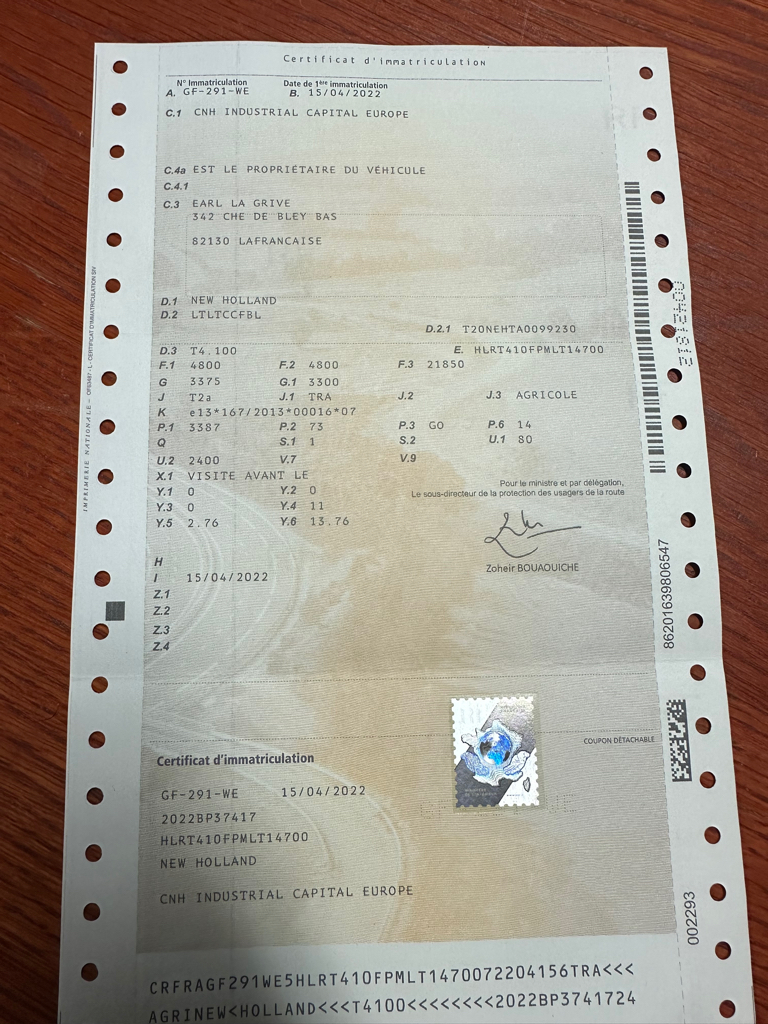 Certificat d'immatriculation
N° Immatriculation Date de 1ère immatriculation
A. GF-291-WE B. 15/04/2022
C.1 CNH INDUSTRIAL CAPITAL EUROPE
C.4a EST LE PROPRIÉTAIRE DU VÉHICULE
C.4.1
C.3 EARL LA GRIVE
342 CHE DE BLEY BAS
82130 LAFRANCAISE
D.1 NEW HOLLAND
D.2 LTLTCCFBL
D.2.1 T20NEHTA0099230
D.3 T4.100 E. HLRT410FPMLT14700
F.1 4800 F.2 4800 F.3 21850
G 3375 G.1 3300
J T2a J.1 TRA J.2 J.3 AGRICOLE
K e13*167/2013*00016*07
P.1 3387 P.2 73 P.3 GO P.6 14
Q S.1 1 S.2 U.1 80
U.2 2400 V.7 V.9
X.1 VISITE AVANT LE
Y.1 0 Y.2 0
Y.3 0 Y.4 11
Y.5 2.76 Y.6 13.76
Pour le ministre et par délégation,
Le sous-directeur de la protection des usagers de la route
Zoheir BOUAOUICHE
H
I 15/04/2022
Z.1
Z.2
Z.3
Z.4
COUPON DÉTACHABLE
Certificat d'immatriculation
GF-291-WE 15/04/2022
2022BP37417
HLRT410FPMLT14700
NEW HOLLAND
CNH INDUSTRIAL CAPITAL EUROPE
CRFRAGF291WE5HLRT410FPMLT1470072204156TRA<<<
AGRINEW<HOLLAND<<<T4100<<<<<<<<2022BP3741724
IMPRIMERIE NATIONALE – CERTIFICAT D'IMMATRICULATION SIV
86201639806547
002293